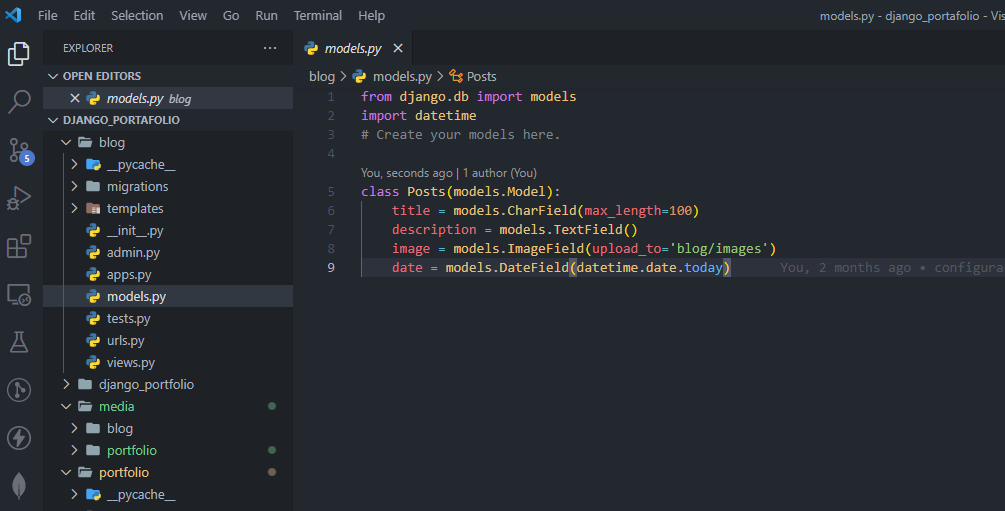 File Edit Selection View Go Run Terminal Help models.py - django_portafolio - Vis
EXPLORER ...
OPEN EDITORS
models.py blog
DJANGO_PORTAFOLIO
blog
__pycache__
migrations
templates
__init__.py
admin.py
apps.py
models.py
tests.py
urls.py
views.py
django_portfolio
media
blog
portfolio
portfolio
__pycache__
5
models.py
blog > models.py > Posts
1 from django.db import models
2 import datetime
3 # Create your models here.
4
You, seconds ago | 1 author (You)
5 class Posts(models.Model):
6 title = models.CharField(max_length=100)
7 description = models.TextField()
8 image = models.ImageField(upload_to='blog/images')
9 date = models.DateField(datetime.date.today) You, 2 months ago • configura